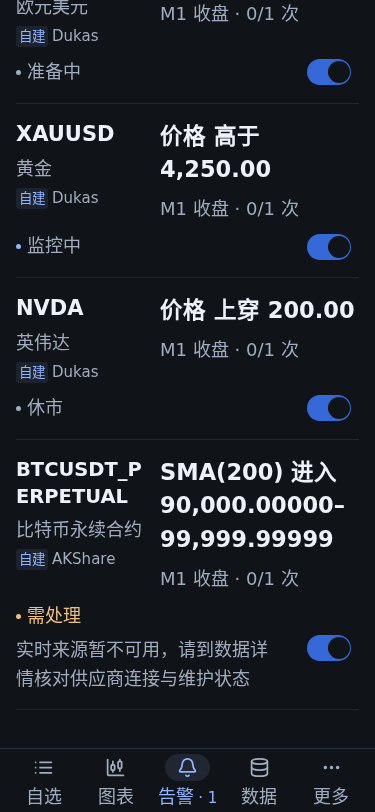 欧元美元
M1 收盘 · 0/1 次
自建 Dukas
准备中
XAUUSD
价格 高于
4,250.00
黄金
自建 Dukas
M1 收盘 · 0/1 次
监控中
NVDA
价格 上穿 200.00
英伟达
M1 收盘 · 0/1 次
自建 Dukas
休市
BTCUSDT_P
ERPETUAL
SMA(200) 进入
90,000.00000–
99,999.99999
比特币永续合约
自建 AKShare
M1 收盘 · 0/1 次
需处理
实时来源暂不可用，请到数据详
情核对供应商连接与维护状态
自选
图表
告警 · 1
数据
更多